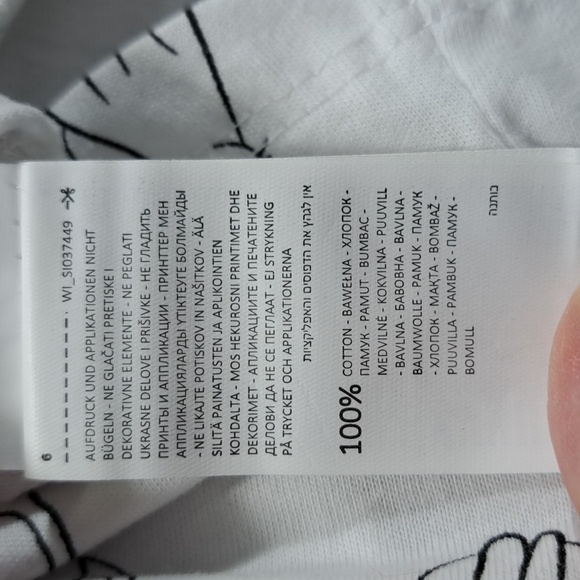 6
WI_SI037449
AUFDRUCK UND APPLIKATIONEN NICHT
BÜGELN - NE GLAČATI PRETISKE I
DEKORATIVNE ELEMENTE - NE PEGLATI
UKRASNE DELOVE I PRIŠIVKE - НЕ ГЛАДИТЬ
ПРИНТЫ И АППЛИКАЦИИ - ПРИНТТЕР МЕН
АППЛИКАЦИЯЛАРДЫ ҮТІКТЕУГЕ БОЛМАЙДЫ
- NE LIKAJTE POTISKOV IN NAŠITKOV - ÄLÄ
SILITÄ PAINATUSTEN JA APLIKOINTIEN
KOHDALTA - MOS HEKUROSNI PRINTIMET DHE
DEKORIMET - АПЛИКАЦИИТЕ И ПЕЧАТЕНИТЕ
ДЕЛОВИ ДА НЕ СЕ ПЕГЛААТ - EJ STRYKNING
PÅ TRYCKET OCH APPLIKATIONERNA
אין לגהץ את הדפוסים והאפליקציות
100% COTTON - BAWEŁNA - ХЛОПОК -
ПАМУК - PAMUT - BUMBAC -
MEDVILNĖ - KOKVILNA - PUUVILL
- BAVLNA - БАВОВНА - BAVLNA -
BAUMWOLLE - PAMUK - ПАМУК
- ХЛОПОК - МАКТА - BOMBAŽ -
PUUVILLA - PAMBUK - ПАМУК -
BOMULL
כותנה